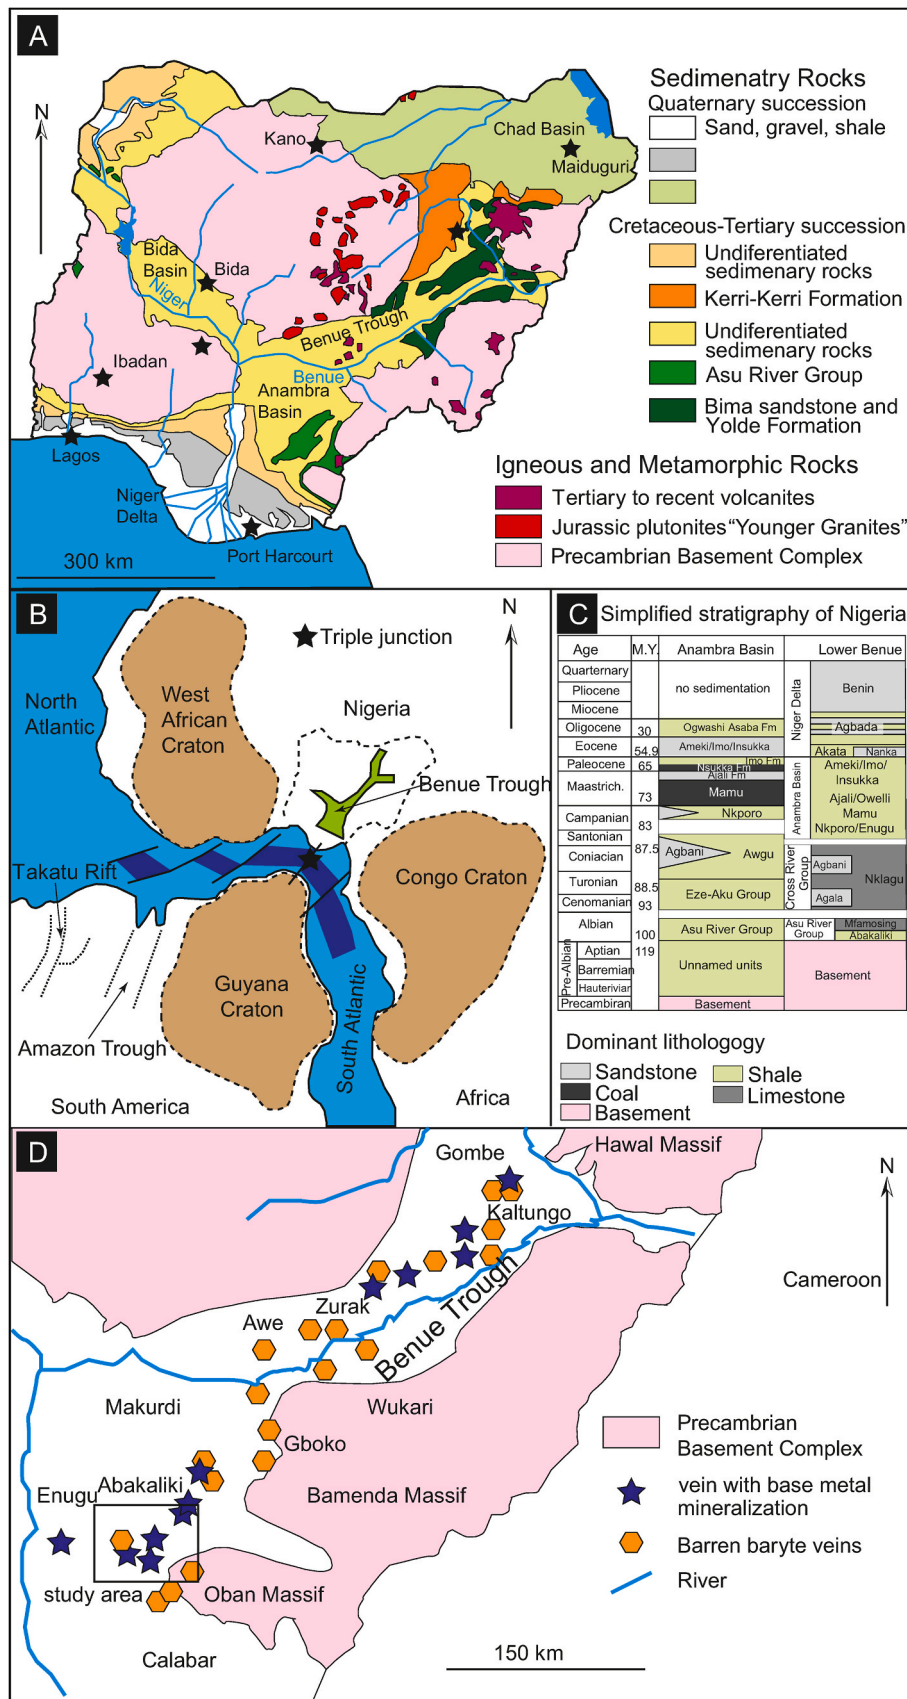 A
N
Kano
Chad Basin
Maiduguri
Bida
Basin
Bida
Niger
Benue Trough
Ibadan
Benue
Anambra
Basin
Lagos
Niger
Delta
Port Harcourt
300 km
Sedimenatry Rocks
Quaternary succession
Sand, gravel, shale
Cretaceous-Tertiary succession
Undiferentiated
sedimenary rocks
Kerri-Kerri Formation
Undiferentiated
sedimenary rocks
Asu River Group
Bima sandstone and
Yolde Formation
Igneous and Metamorphic Rocks
Tertiary to recent volcanites
Jurassic plutonites“Younger Granites”
Precambrian Basement Complex
B
N
Triple junction
North
Atlantic
West
African
Craton
Nigeria
Benue Trough
Takatu Rift
Congo Craton
Guyana
Craton
South Atlantic
Amazon Trough
South America
Africa
C
Simplified stratigraphy of Nigeria
Age
M.Y.
Anambra Basin
Lower Benue
Quarternary
Pliocene
Miocene
Oligocene
Eocene
Paleocene
Maastrich.
Campanian
Santonian
Coniacian
Turonian
Cenomanian
Albian
Pre-Albian
Aptian
Barremian
Hauterivian
Precambiran
30
54.9
65
73
83
87.5
88.5
93
100
119
no sedimentation
Ogwashi Asaba Fm
Ameki/Imo/Insukka
Imo Fm
Nsukka Fm
Ajali Fm
Mamu
Nkporo
Agbani
Awgu
Eze-Aku Group
Asu River Group
Unnamed units
Basement
Niger Delta
Benin
Agbada
Akata
Nanka
Anambra Basin
Ameki/Imo/
Insukka
Ajali/Owelli
Mamu
Nkporo/Enugu
Cross River
Group
Agbani
Nklagu
Agala
Asu River
Group
Mfamosing
Abakaliki
Basement
Dominant lithologogy
Sandstone
Shale
Coal
Limestone
Basement
D
Gombe
Hawal Massif
N
Kaltungo
Cameroon
Zurak
Awe
Benue Trough
Makurdi
Wukari
Gboko
Enugu
Abakaliki
Bamenda Massif
study area
Oban Massif
Calabar
Precambrian
Basement Complex
vein with base metal
mineralization
Barren baryte veins
River
150 km